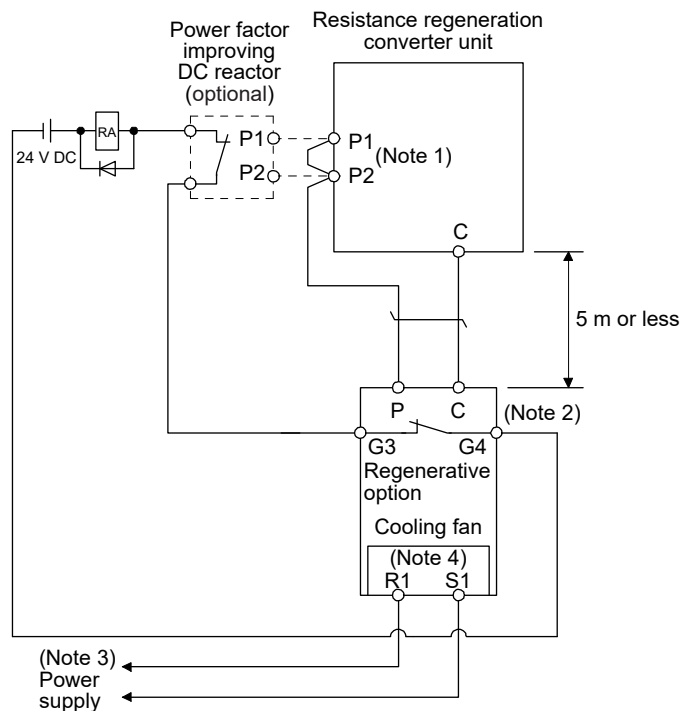 Power factor
improving
DC reactor
(optional)
Resistance regeneration
converter unit
RA
24 V DC
P1
P2
P1
(Note 1)
P2
C
5 m or less
P
C
(Note 2)
G3
G4
Regenerative
option
Cooling fan
(Note 4)
R1
S1
(Note 3)
Power
supply